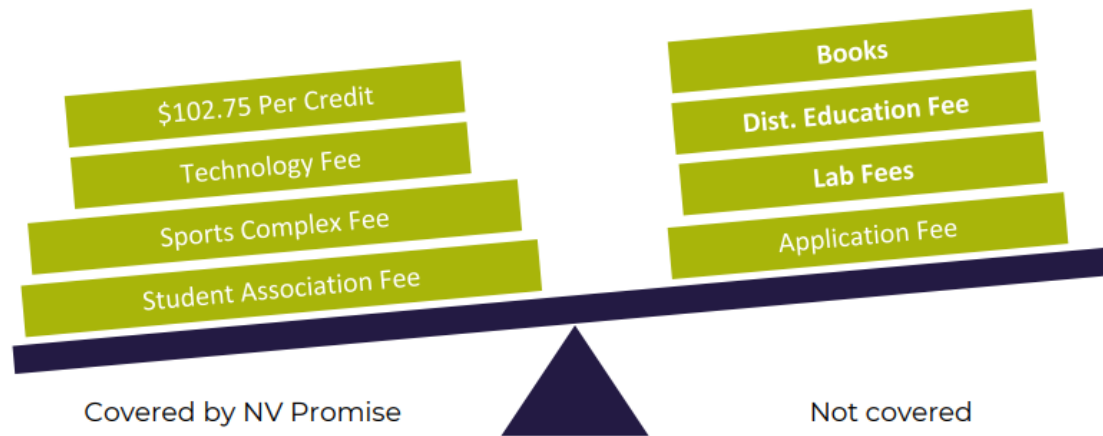 $102.75 Per Credit
Technology Fee
Sports Complex Fee
Student Association Fee
Covered by NV Promise
Books
Dist. Education Fee
Lab Fees
Application Fee
Not covered